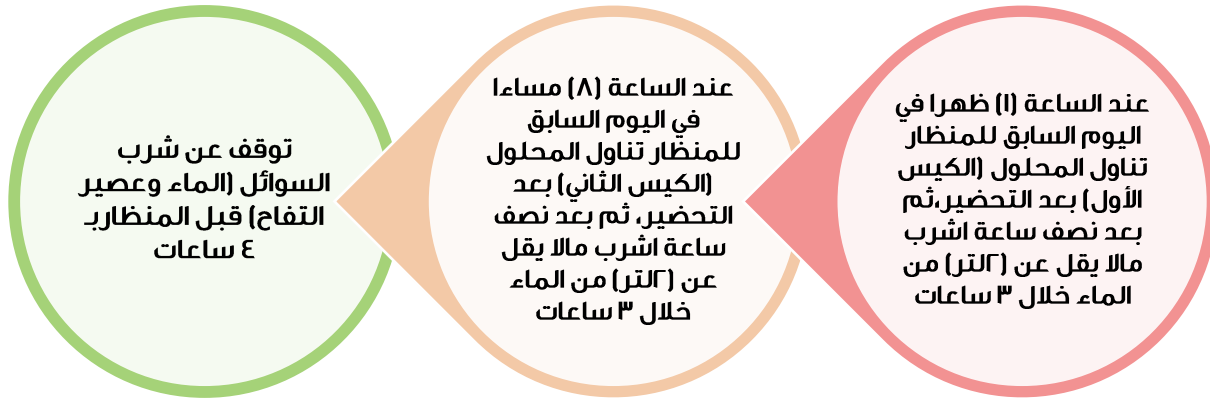 عند الساعة (١) ظهرا في
اليوم السابق للمنظار
تناول المحلول (الكيس
الأول) بعد التحضير،ثم
بعد نصف ساعة اشرب
مالا يقل عن (٢لتر) من
الماء خلال ٣ ساعات
عند الساعة (٨) مساءا
في اليوم السابق
للمنظار تناول المحلول
(الكيس الثاني) بعد
التحضير، ثم بعد نصف
ساعة اشرب مالا يقل
عن (٢لتر) من الماء
خلال ٣ ساعات
توقف عن شرب
السوائل (الماء وعصير
التفاح) قبل المنظاربـ
٤ ساعات